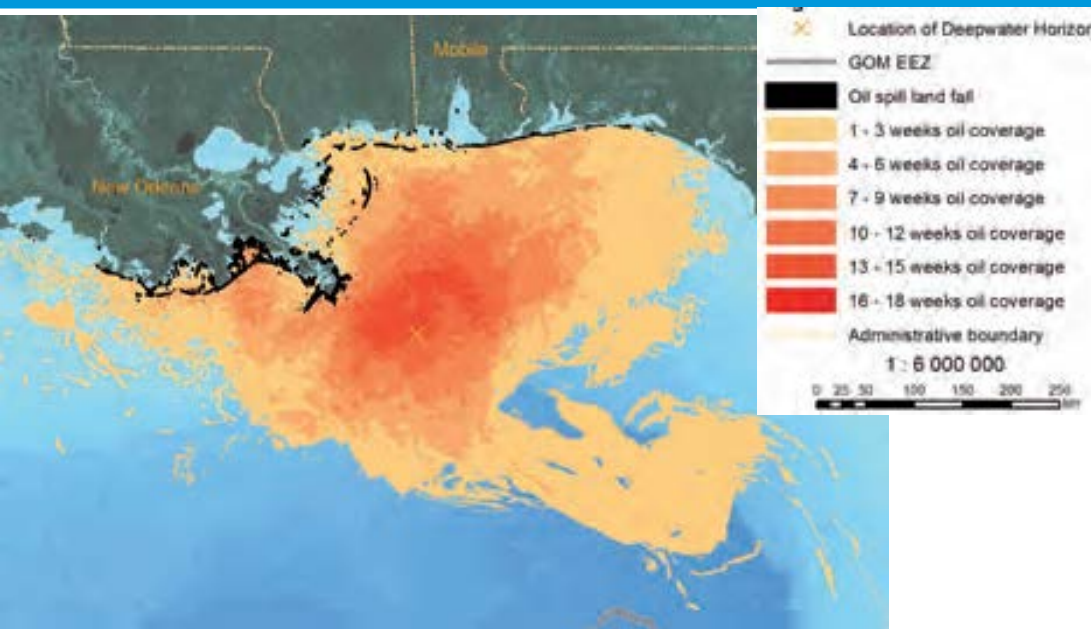 Mobile
New Orleans
Location of Deepwater Horizon
GOM EEZ
Oil spill land fall
1 - 3 weeks oil coverage
4 - 6 weeks oil coverage
7 - 9 weeks oil coverage
10 - 12 weeks oil coverage
13 - 15 weeks oil coverage
16 - 18 weeks oil coverage
Administrative boundary
1 : 6 000 000
0 25 50 100 150 200 250